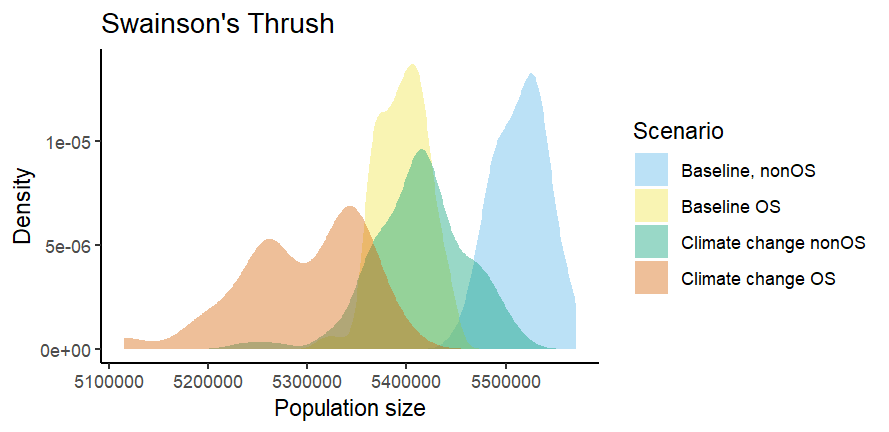 Swainson's Thrush
Density
1e-05
5e-06
0e+00
5100000 5200000 5300000 5400000 5500000
Population size
Scenario
Baseline, nonOS
Baseline OS
Climate change nonOS
Climate change OS